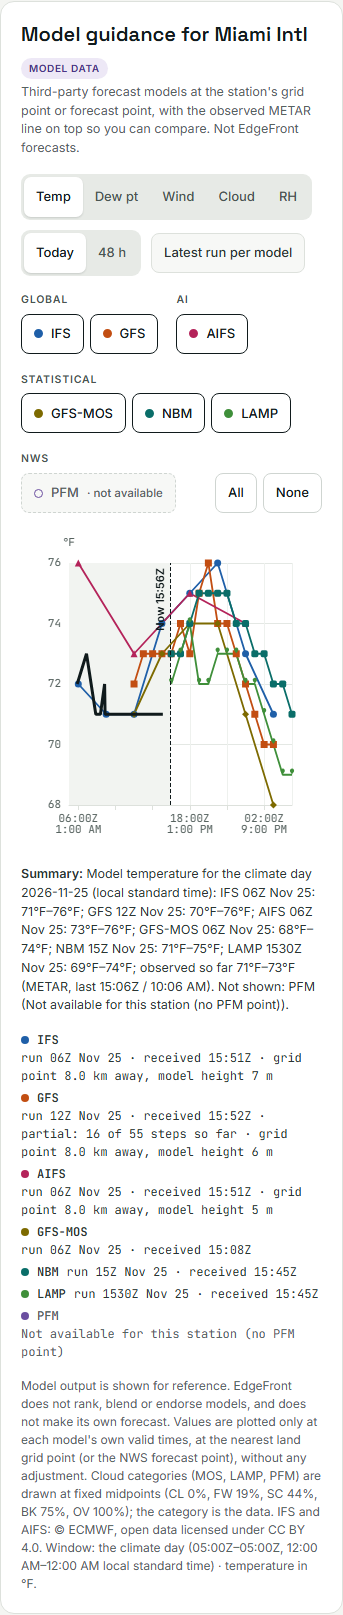 Model guidance for Miami Intl
MODEL DATA
Third-party forecast models at the station's grid
point or forecast point, with the observed METAR
line on top so you can compare. Not EdgeFront
forecasts.
Temp Dew pt Wind Cloud RH
Today 48 h Latest run per model
GLOBAL AI
IFS GFS AIFS
STATISTICAL
GFS-MOS NBM LAMP
NWS
PFM · not available All None
°F
76
74
72
70
68
Now 15:56Z
06:00Z 18:00Z 02:00Z
1:00 AM 1:00 PM 9:00 PM
Summary: Model temperature for the climate day
2026-11-25 (local standard time): IFS 06Z Nov 25:
71°F–76°F; GFS 12Z Nov 25: 70°F–76°F; AIFS 06Z
Nov 25: 73°F–76°F; GFS-MOS 06Z Nov 25: 68°F–
74°F; NBM 15Z Nov 25: 71°F–75°F; LAMP 1530Z
Nov 25: 69°F–74°F; observed so far 71°F–73°F
(METAR, last 15:06Z / 10:06 AM). Not shown: PFM
(Not available for this station (no PFM point)).
IFS
run 06Z Nov 25 · received 15:51Z · grid
point 8.0 km away, model height 7 m
GFS
run 12Z Nov 25 · received 15:52Z ·
partial: 16 of 55 steps so far · grid
point 8.0 km away, model height 6 m
AIFS
run 06Z Nov 25 · received 15:51Z · grid
point 8.0 km away, model height 5 m
GFS-MOS
run 06Z Nov 25 · received 15:08Z
NBM run 15Z Nov 25 · received 15:45Z
LAMP run 1530Z Nov 25 · received 15:45Z
PFM
Not available for this station (no PFM
point)
Model output is shown for reference. EdgeFront
does not rank, blend or endorse models, and does
not make its own forecast. Values are plotted only at
each model's own valid times, at the nearest land
grid point (or the NWS forecast point), without any
adjustment. Cloud categories (MOS, LAMP, PFM) are
drawn at fixed midpoints (CL 0%, FW 19%, SC 44%,
BK 75%, OV 100%); the category is the data. IFS and
AIFS: © ECMWF, open data licensed under CC BY
4.0. Window: the climate day (05:00Z–05:00Z, 12:00
AM–12:00 AM local standard time) · temperature in
°F.